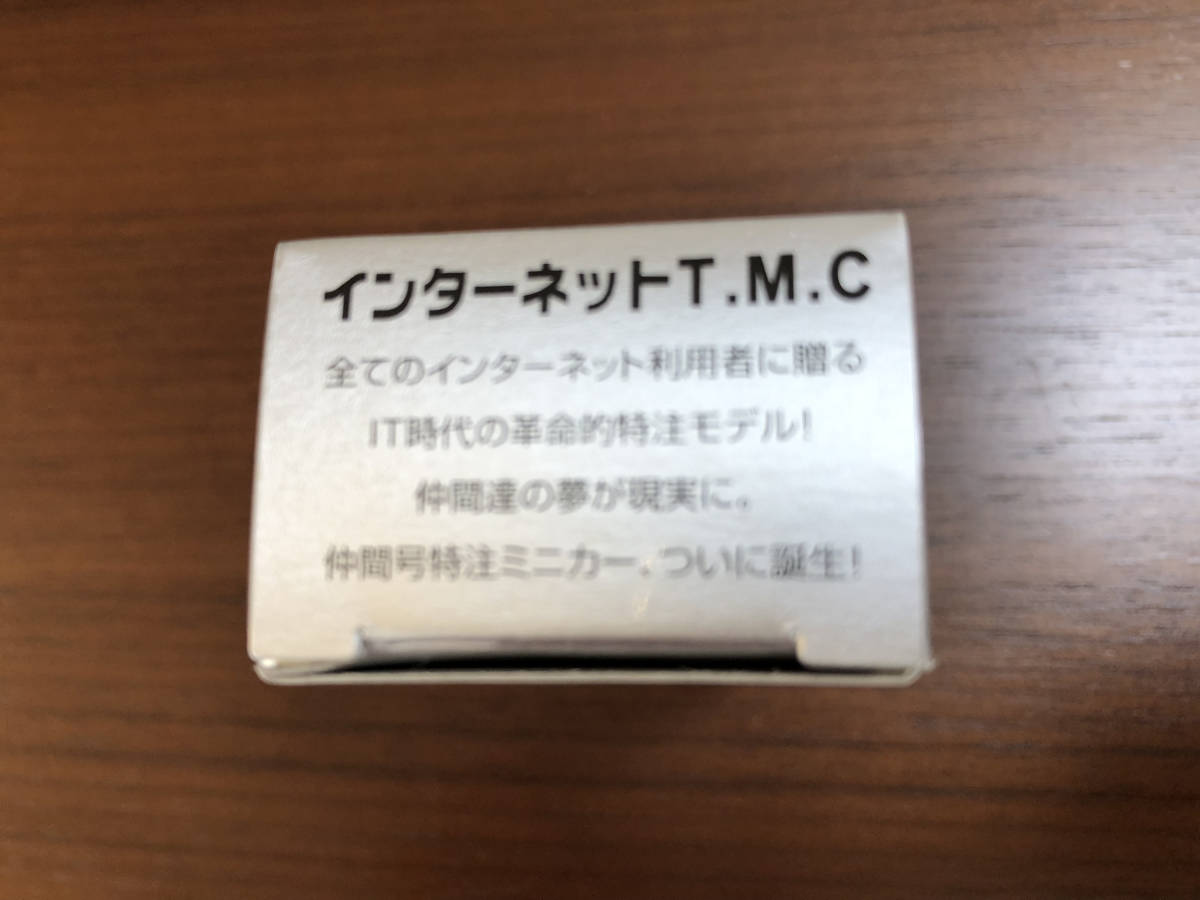 インターネットT.M.C
全てのインターネット利用者に贈る
IT時代の革命的特注モデル!
仲間達の夢が現実に。
仲間号特注ミニカー、ついに誕生!